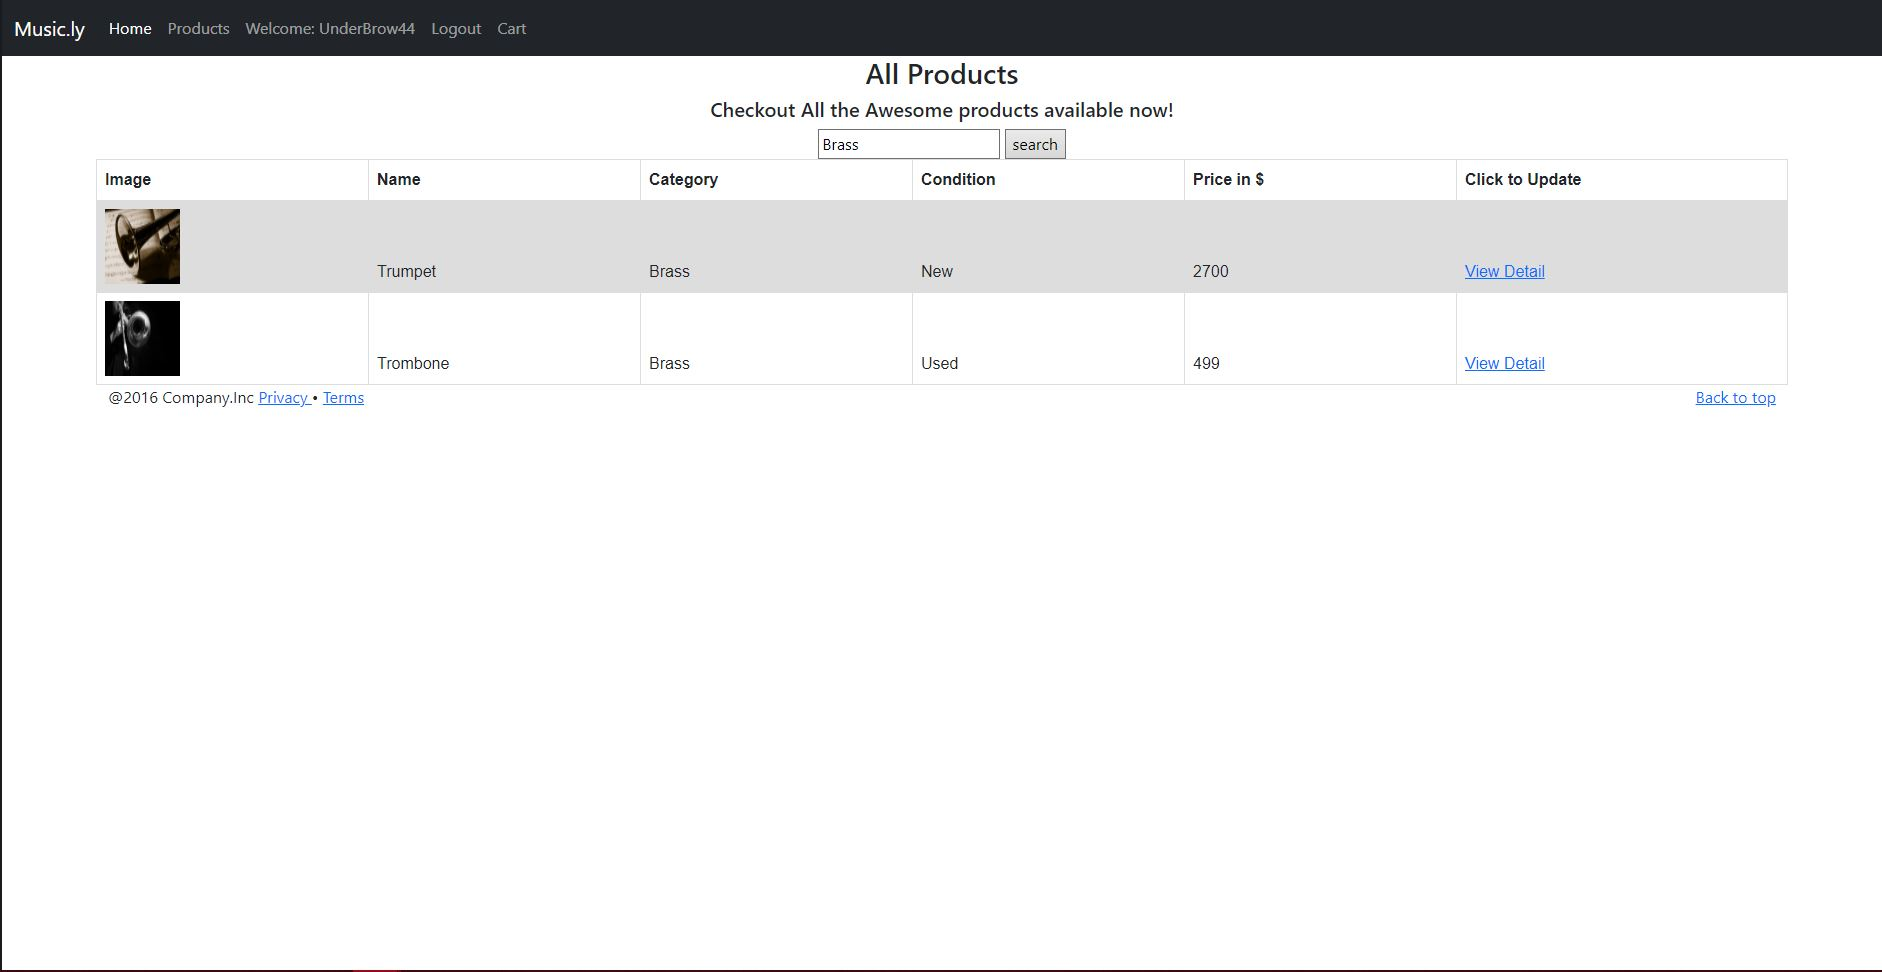 Music.ly Home Products Welcome: UnderBrow44 Logout Cart
All Products
Checkout All the Awesome products available now!
Brass search
Image Name Category Condition Price in $ Click to Update
Trumpet Brass New 2700 View Detail
Trombone Brass Used 499 View Detail
@2016 Company.Inc Privacy • Terms Back to top